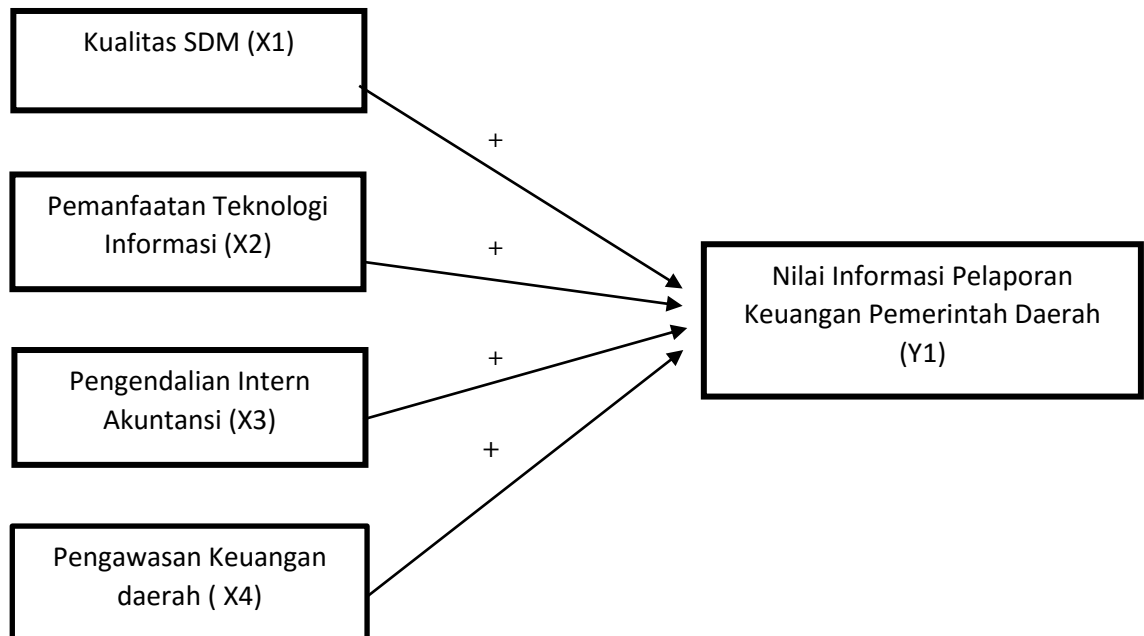 Kualitas SDM (X1)
+
Pemanfaatan Teknologi
Informasi (X2)
+
Nilai Informasi Pelaporan
Keuangan Pemerintah Daerah
(Y1)
Pengendalian Intern
Akuntansi (X3)
+
+
Pengawasan Keuangan
daerah ( X4)